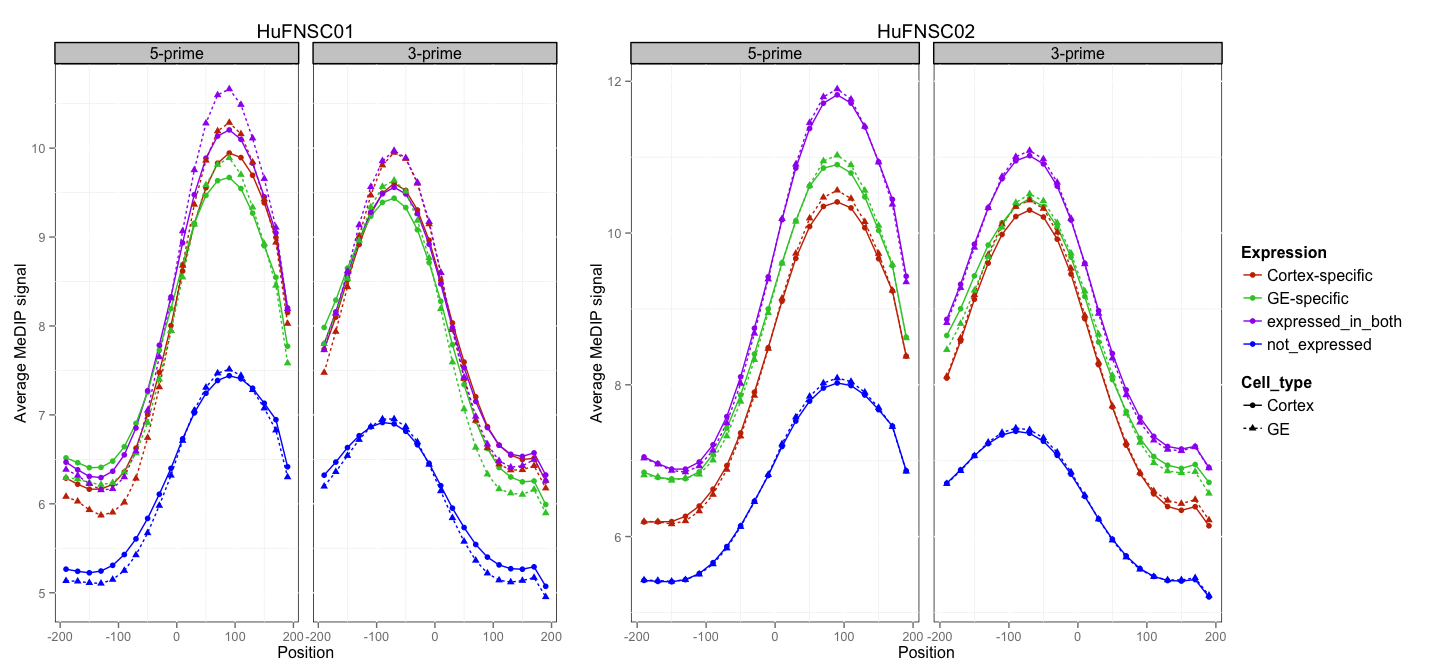 HuFNSC01
5-prime
3-prime
Average MeDIP signal
10
9
8
7
6
5
-200
-100
0
100
200
-200
-100
0
100
200
Position
HuFNSC02
5-prime
3-prime
Average MeDIP signal
12
10
8
6
-200
-100
0
100
200
-200
-100
0
100
200
Position
Expression
Cortex-specific
GE-specific
expressed_in_both
not_expressed
Cell_type
Cortex
GE